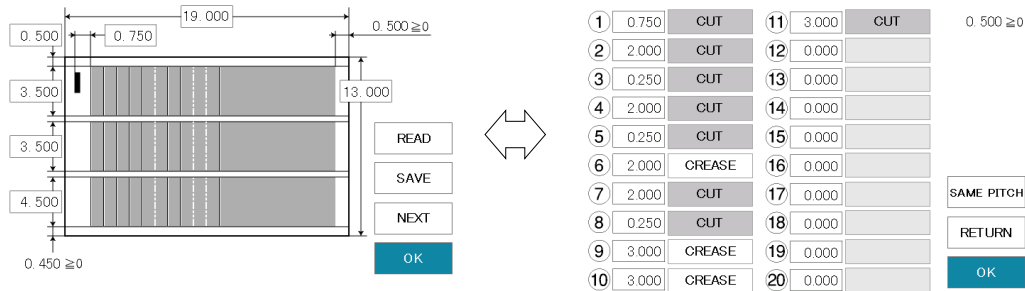 19.000
0.500≧0
0.500
0.750
3.500
13.000
3.500
4.500
0.450≧0
READ
SAVE
NEXT
OK
1 0.750 CUT
2 2.000 CUT
3 0.250 CUT
4 2.000 CUT
5 0.250 CUT
6 2.000 CREASE
7 2.000 CUT
8 0.250 CUT
9 3.000 CREASE
10 3.000 CREASE
11 3.000 CUT
12 0.000
13 0.000
14 0.000
15 0.000
16 0.000
17 0.000
18 0.000
19 0.000
20 0.000
0.500≧0
SAME PITCH
RETURN
OK